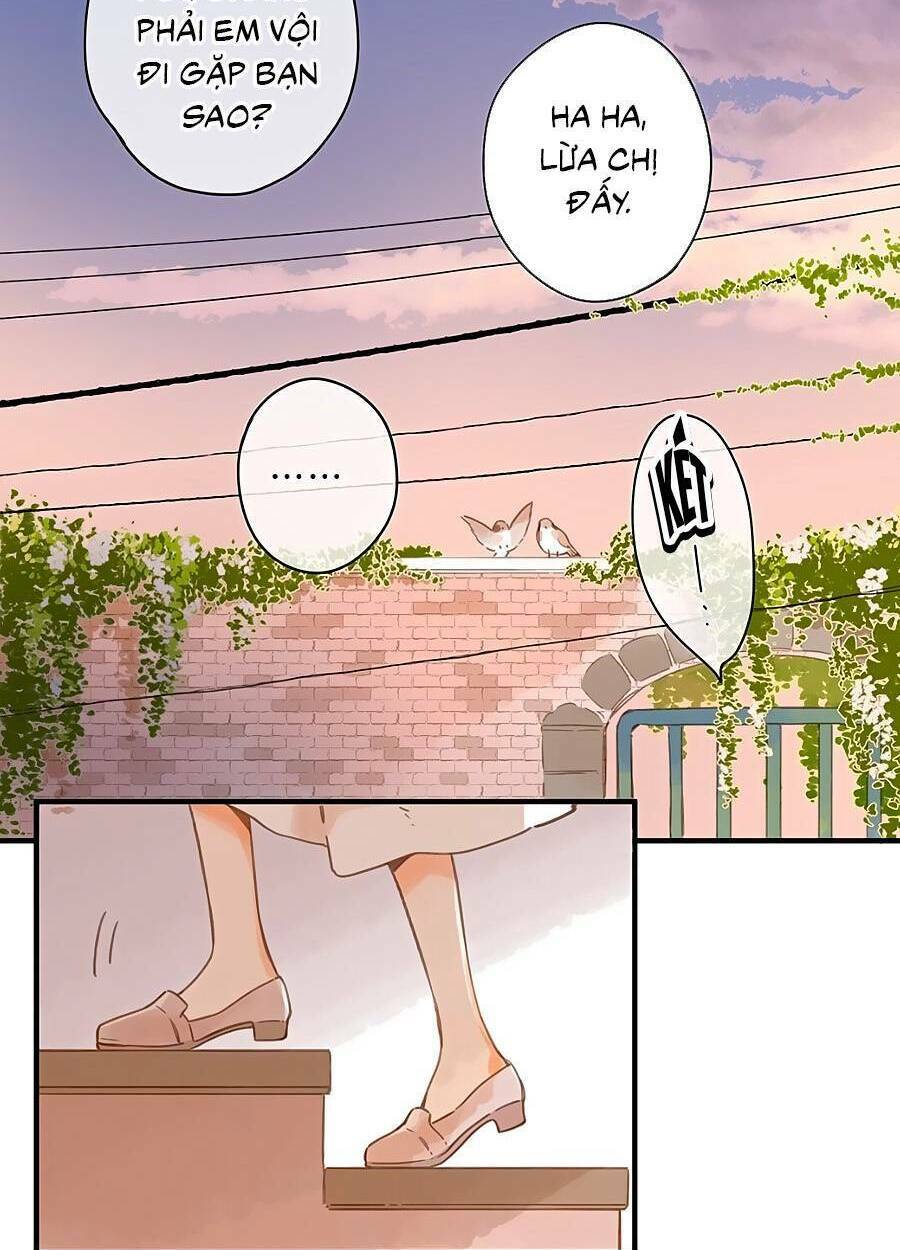 PHẢI EM VỘI
ĐI GẶP BẠN
SAO?
HA HA,
LỪA CHỊ
ĐẤY.
......
KÉT